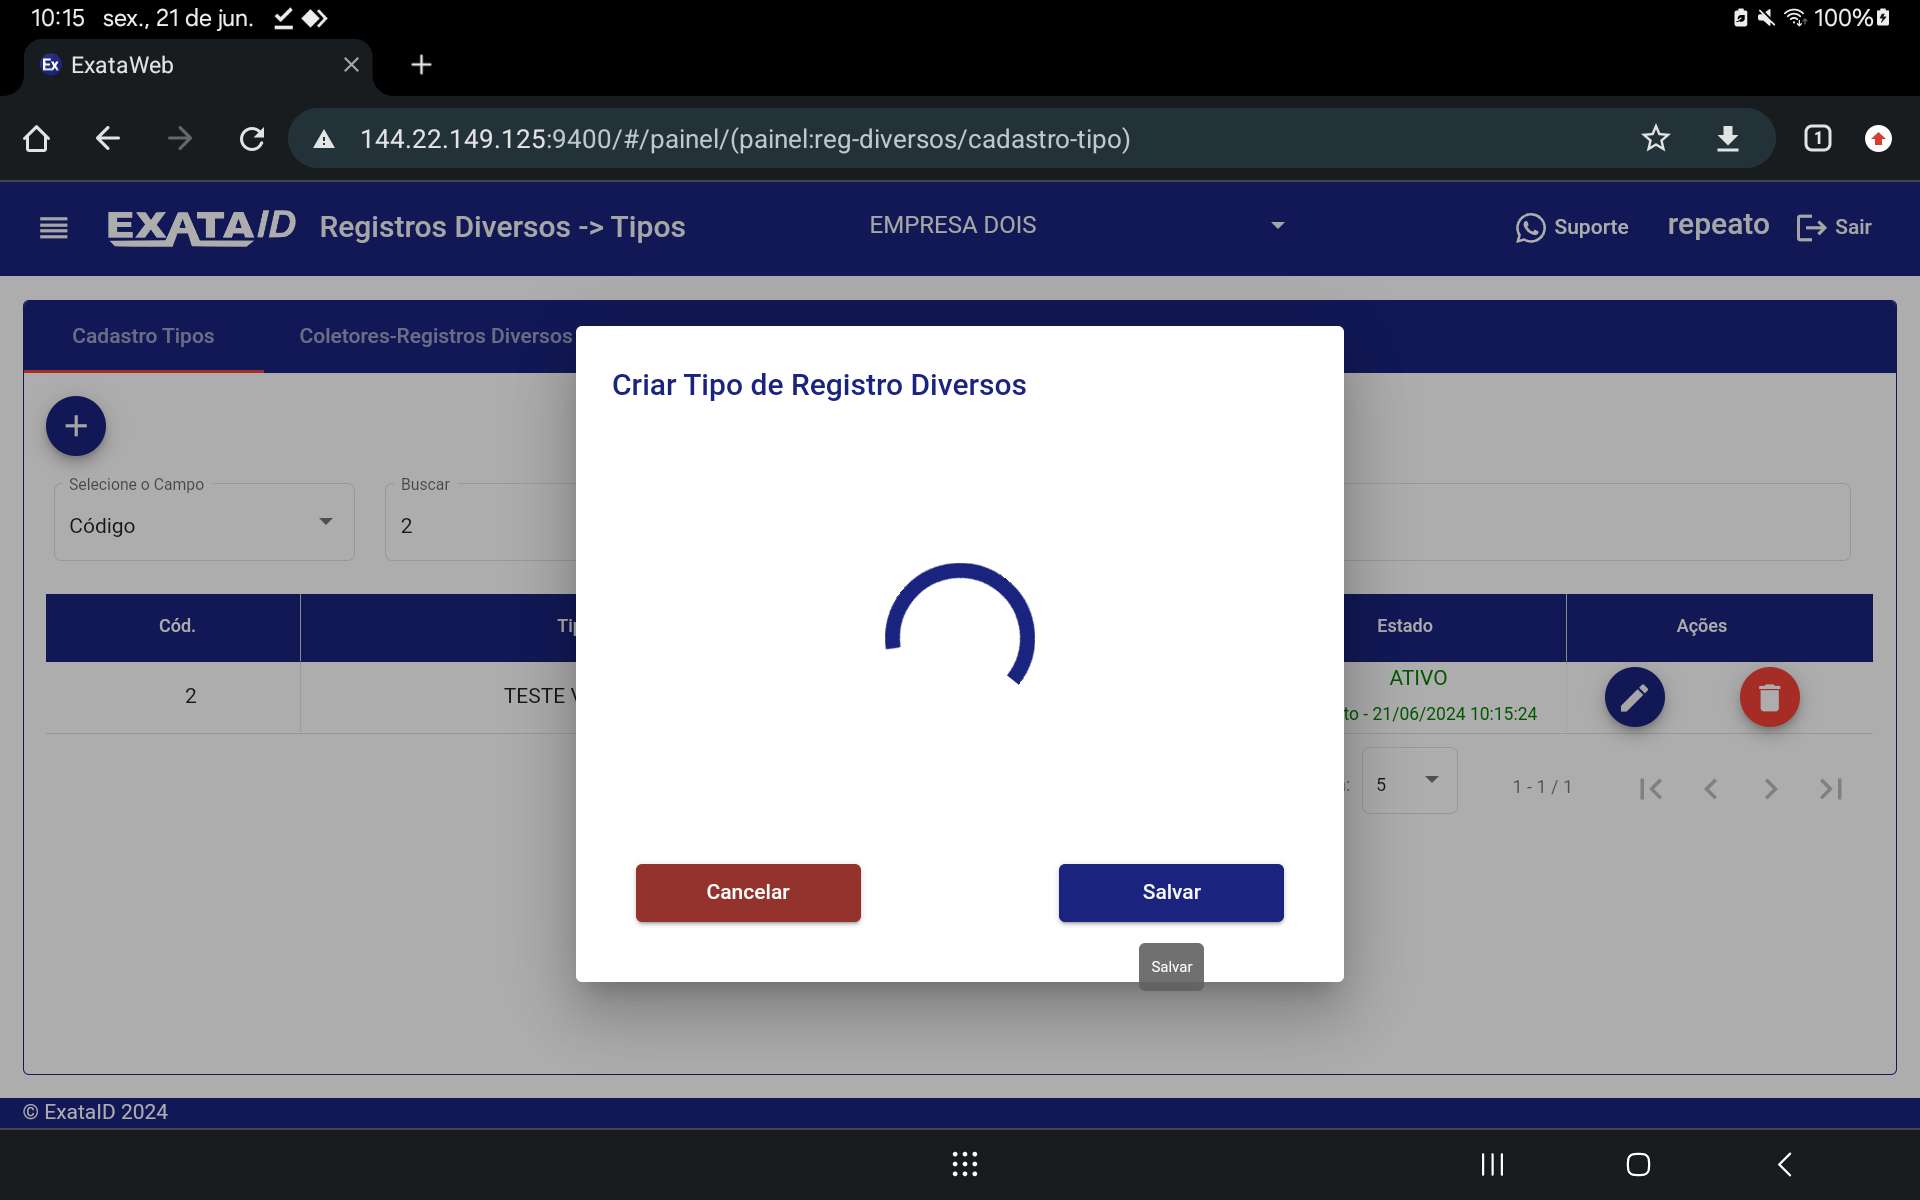 10:15 sex., 21 de jun. 100%
Ex ExataWeb
144.22.149.125:9400/#/painel/(painel:reg-diversos/cadastro-tipo) 1
EXATAID Registros Diversos -> Tipos EMPRESA DOIS Suporte repeato Sair
Cadastro Tipos Coletores-Registros Diversos
Criar Tipo de Registro Diversos
Selecione o Campo Buscar
Código 2
Cód. Estado Ações
2 TESTE ATIVO
- 21/06/2024 10:15:24
5 1 - 1 / 1
Cancelar Salvar
Salvar
© ExataID 2024